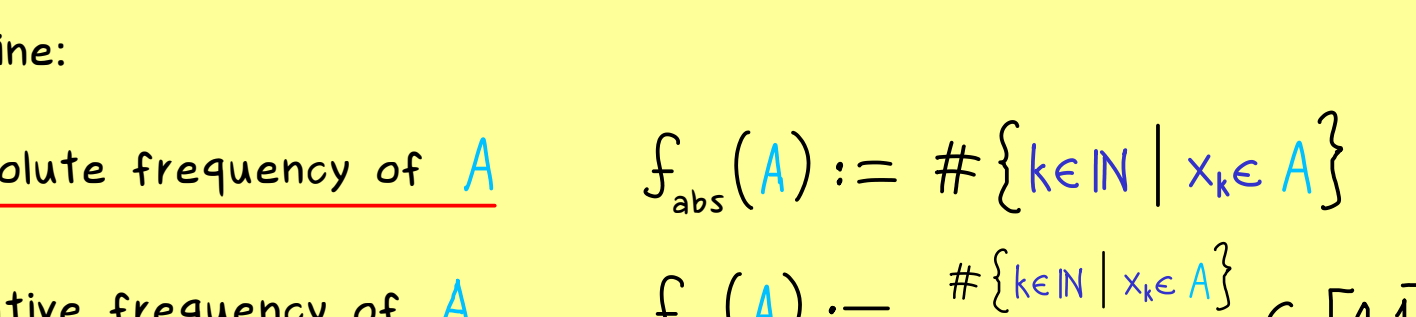 ine:
olute frequency of A f_abs(A) := #{k∈ℕ | x_k∈ A}
tive frequency of A f (A) := #{k∈ℕ | x_k∈ A}